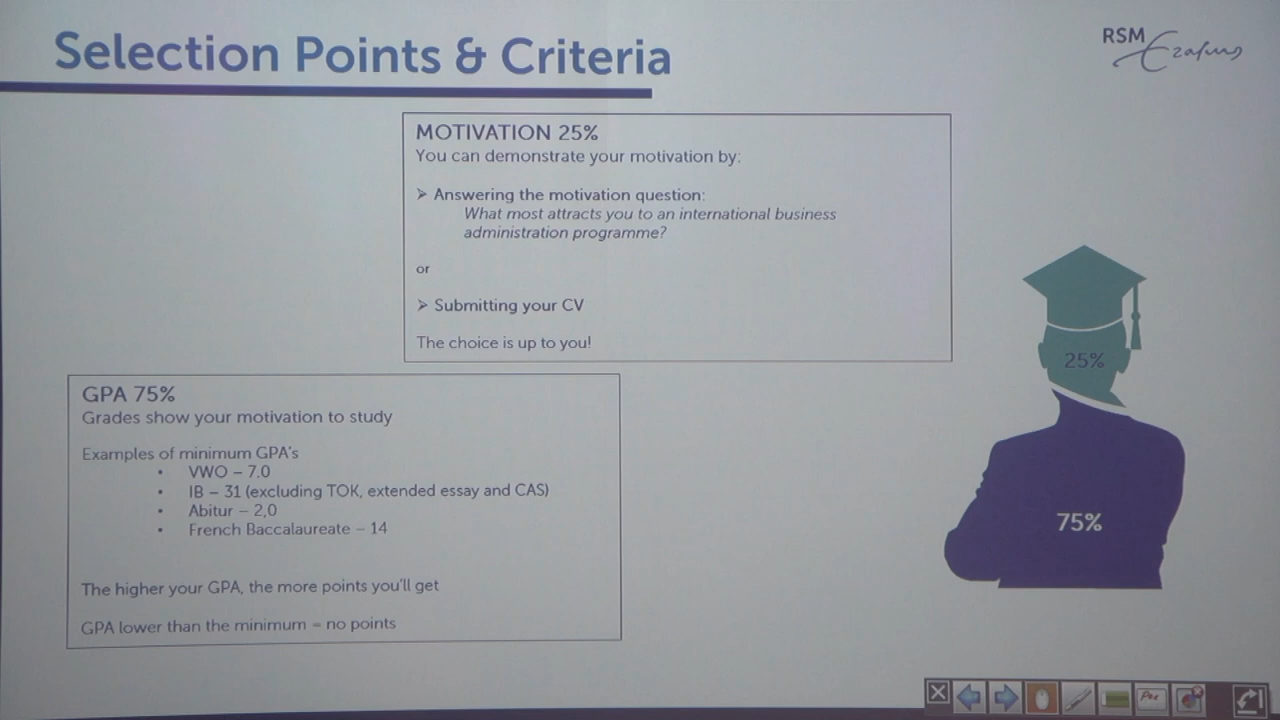 Selection Points & Criteria
RSM
Erasmus
MOTIVATION 25%
You can demonstrate your motivation by:
➢ Answering the motivation question:
What most attracts you to an international business
administration programme?
or
➢ Submitting your CV
The choice is up to you!
GPA 75%
Grades show your motivation to study
Examples of minimum GPA's
• VWO – 7.0
• IB – 31 (excluding TOK, extended essay and CAS)
• Abitur – 2,0
• French Baccalaureate – 14
The higher your GPA, the more points you'll get
GPA lower than the minimum = no points
25%
75%
Pen